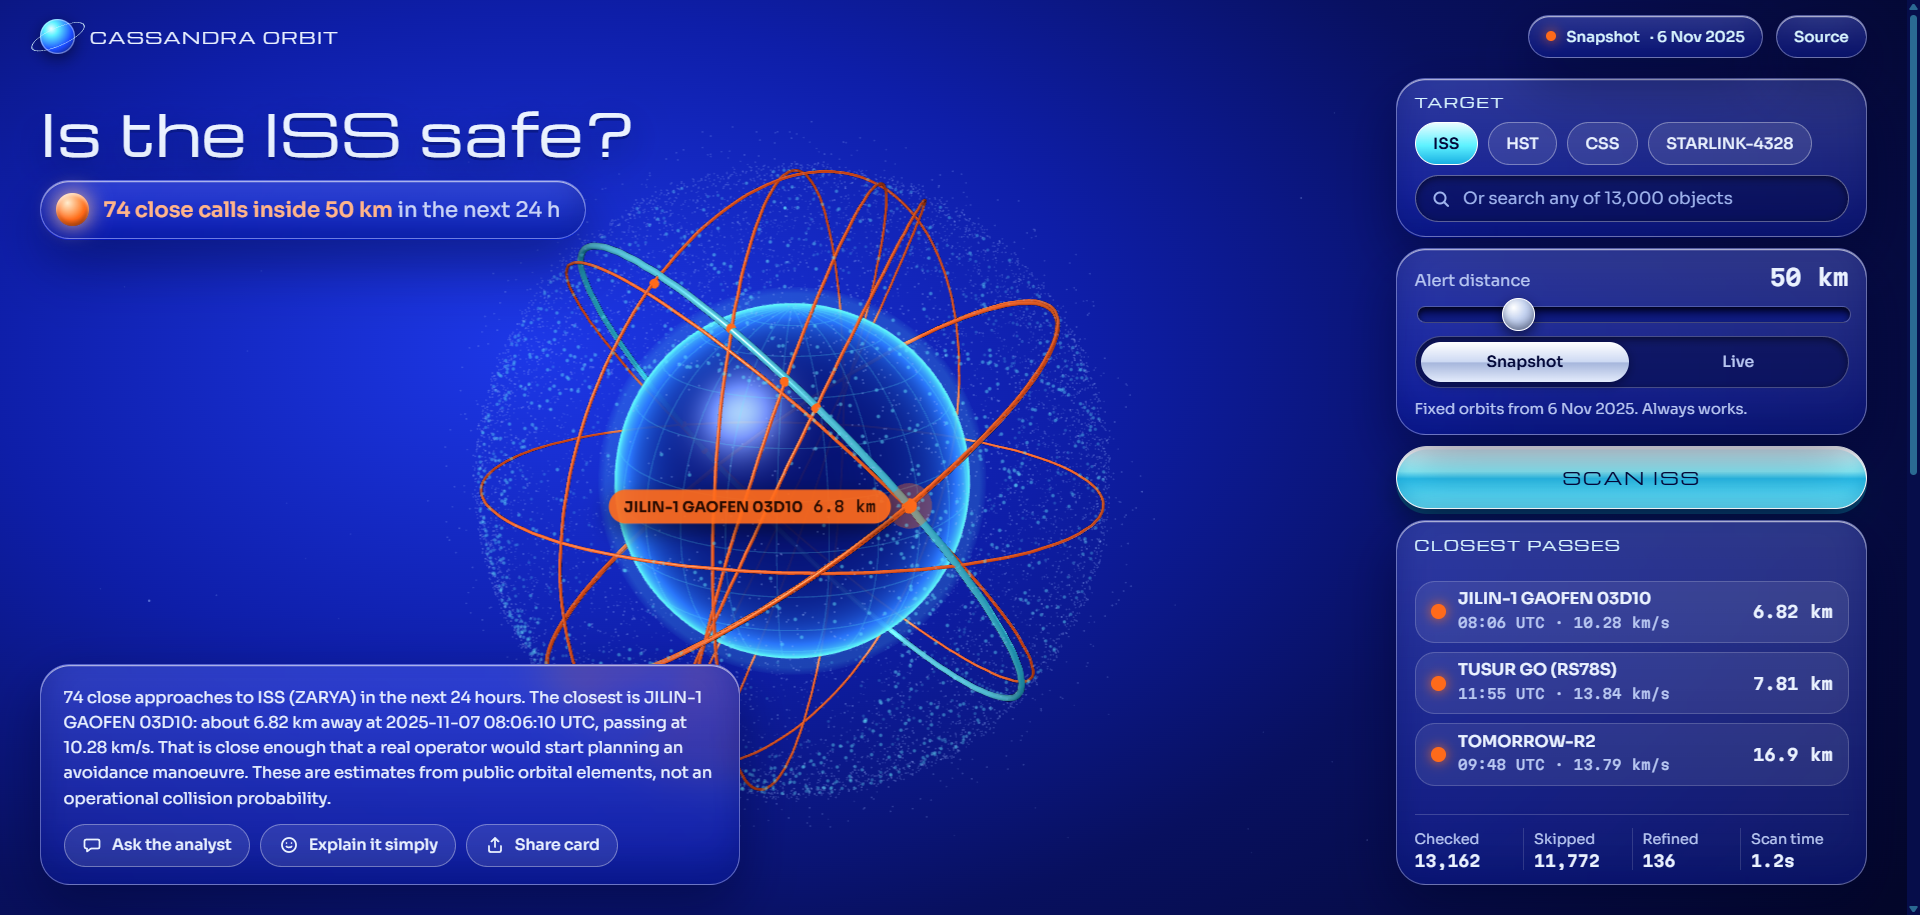 CASSANDRA ORBIT
Snapshot · 6 Nov 2025
Source
Is the ISS safe?
74 close calls inside 50 km in the next 24 h
TARGET
ISS
HST
CSS
STARLINK-4328
Or search any of 13,000 objects
Alert distance
50 km
Snapshot
Live
Fixed orbits from 6 Nov 2025. Always works.
SCAN ISS
JILIN-1 GAOFEN 03D10 6.8 km
CLOSEST PASSES
JILIN-1 GAOFEN 03D10
08:06 UTC · 10.28 km/s
6.82 km
TUSUR GO (RS78S)
11:55 UTC · 13.84 km/s
7.81 km
TOMORROW-R2
09:48 UTC · 13.79 km/s
16.9 km
Checked
13,162
Skipped
11,772
Refined
136
Scan time
1.2s
74 close approaches to ISS (ZARYA) in the next 24 hours. The closest is JILIN-1
GAOFEN 03D10: about 6.82 km away at 2025-11-07 08:06:10 UTC, passing at
10.28 km/s. That is close enough that a real operator would start planning an
avoidance manoeuvre. These are estimates from public orbital elements, not an
operational collision probability.
Ask the analyst
Explain it simply
Share card